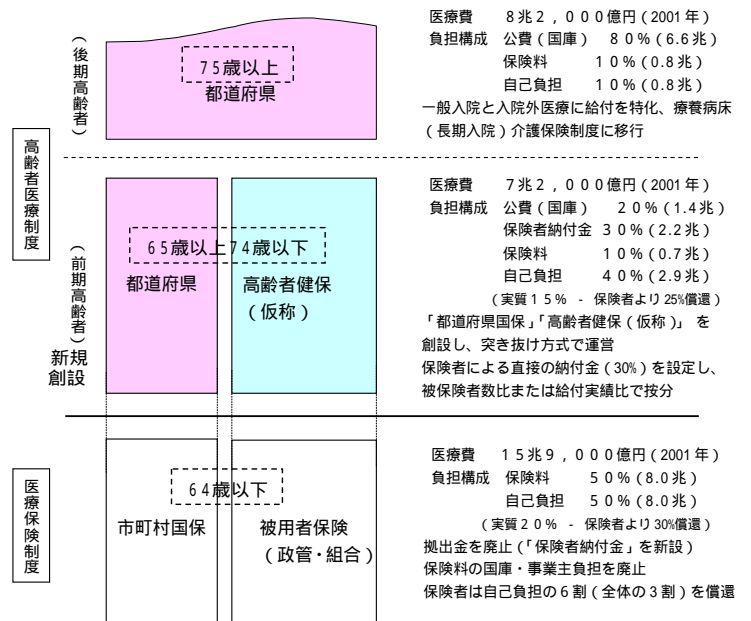 (後期高齢者)
75歳以上
都道府県
医療費 8兆2,000億円(2001年)
負担構成 公費(国庫) 80%(6.6兆)
保険料 10%(0.8兆)
自己負担 10%(0.8兆)
一般入院と入院外医療に給付を特化、療養病床
(長期入院)介護保険制度に移行
高齢者医療制度
(前期高齢者)
新規
創設
65歳以上74歳以下
都道府県
高齢者健保
(仮称)
医療費 7兆2,000億円(2001年)
負担構成 公費(国庫) 20%(1.4兆)
保険者納付金 30%(2.2兆)
保険料 10%(0.7兆)
自己負担 40%(2.9兆)
(実質15% - 保険者より25%償還)
「都道府県国保」「高齢者健保(仮称)」 を
創設し、突き抜け方式で運営
保険者による直接の納付金(30%)を設定し、
被保険者数比または給付実績比で按分
医療保険制度
64歳以下
市町村国保
被用者保険
(政管・組合)
医療費 15兆9,000億円(2001年)
負担構成 保険料 50%(8.0兆)
自己負担 50%(8.0兆)
(実質20% - 保険者より30%償還)
拠出金を廃止(「保険者納付金」を新設)
保険料の国庫・事業主負担を廃止
保険者は自己負担の6割(全体の3割)を償還